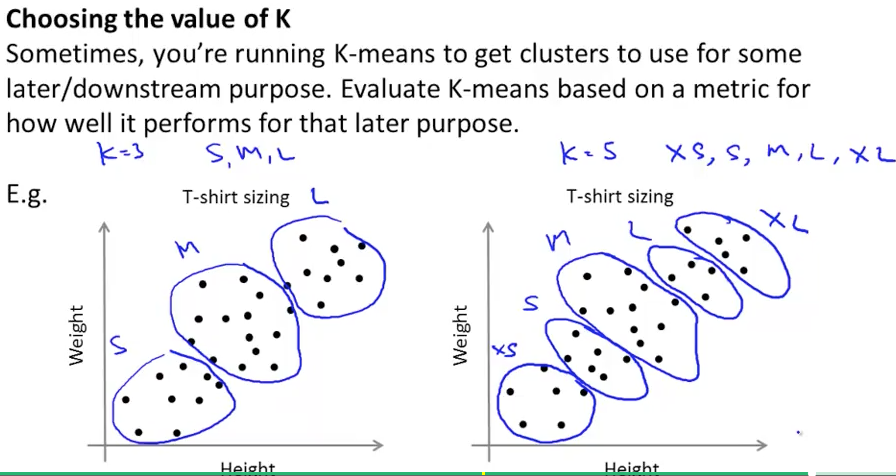 Choosing the value of K
Sometimes, you're running K-means to get clusters to use for some
later/downstream purpose. Evaluate K-means based on a metric for
how well it performs for that later purpose.
K=3 S, M, L
K=5 XS, S, M, L, XL
E.g.
T-shirt sizing
L
M
S
Weight
Height
T-shirt sizing
XL
L
M
S
XS
Weight
Height